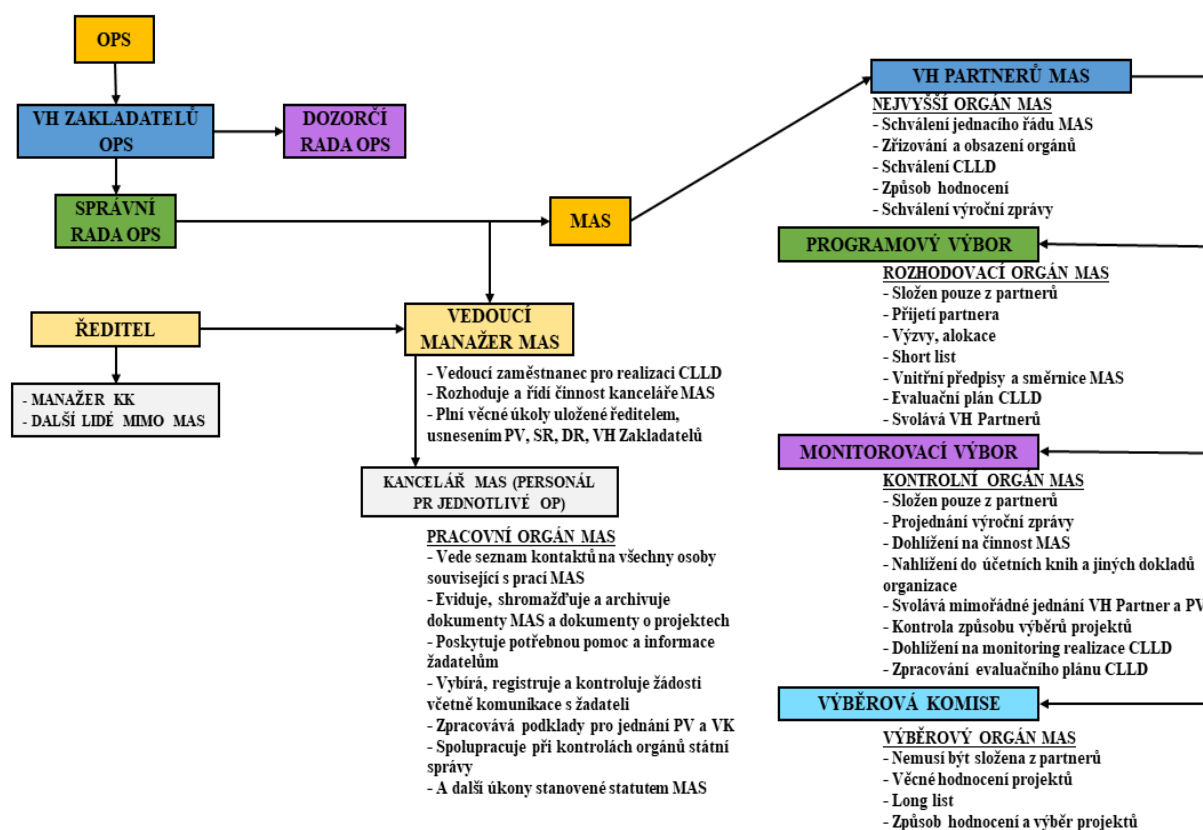 OPS
VH ZAKLADATELŮ
OPS
DOZORČÍ
RADA OPS
SPRÁVNÍ
RADA OPS
MAS
ŘEDITEL
- MANAŽER KK
- DALŠÍ LIDÉ MIMO MAS
VEDOUCÍ
MANAŽER MAS
- Vedoucí zaměstnanec pro realizaci CLLD
- Rozhoduje a řídí činnost kanceláře MAS
- Plní věcné úkoly uložené ředitelem,
usnesením PV, SR, DR, VH Zakladatelů
KANCELÁŘ MAS (PERSONÁL
PR JEDNOTLIVÉ OP)
PRACOVNÍ ORGÁN MAS
- Vede seznam kontaktů na všechny osoby
související s prací MAS
- Eviduje, shromažďuje a archivuje
dokumenty MAS a dokumenty o projektech
- Poskytuje potřebnou pomoc a informace
žadatelům
- Vybírá, registruje a kontroluje žádosti
včetně komunikace s žadateli
- Zpracovává podklady pro jednání PV a VK
- Spolupracuje při kontrolách orgánů státní
správy
- A další úkony stanovené statutem MAS
VH PARTNERŮ MAS
NEJVYŠŠÍ ORGÁN MAS
- Schválení jednacího řádu MAS
- Zřizování a obsazení orgánů
- Schválení CLLD
- Způsob hodnocení
- Schválení výroční zprávy
PROGRAMOVÝ VÝBOR
ROZHODOVACÍ ORGÁN MAS
- Složen pouze z partnerů
- Přijetí partnera
- Výzvy, alokace
- Short list
- Vnitřní předpisy a směrnice MAS
- Evaluační plán CLLD
- Svolává VH Partnerů
MONITOROVACÍ VÝBOR
KONTROLNÍ ORGÁN MAS
- Složen pouze z partnerů
- Projednání výroční zprávy
- Dohlížení na činnost MAS
- Nahlížení do účetních knih a jiných dokladů
organizace
- Svolává mimořádné jednání VH Partner a PV
- Kontrola způsobu výběrů projektů
- Dohlížení na monitoring realizace CLLD
- Zpracování evaluačního plánu CLLD
VÝBĚROVÁ KOMISE
VÝBĚROVÝ ORGÁN MAS
- Nemusí být složena z partnerů
- Věcné hodnocení projektů
- Long list
- Způsob hodnocení a výběr projektů